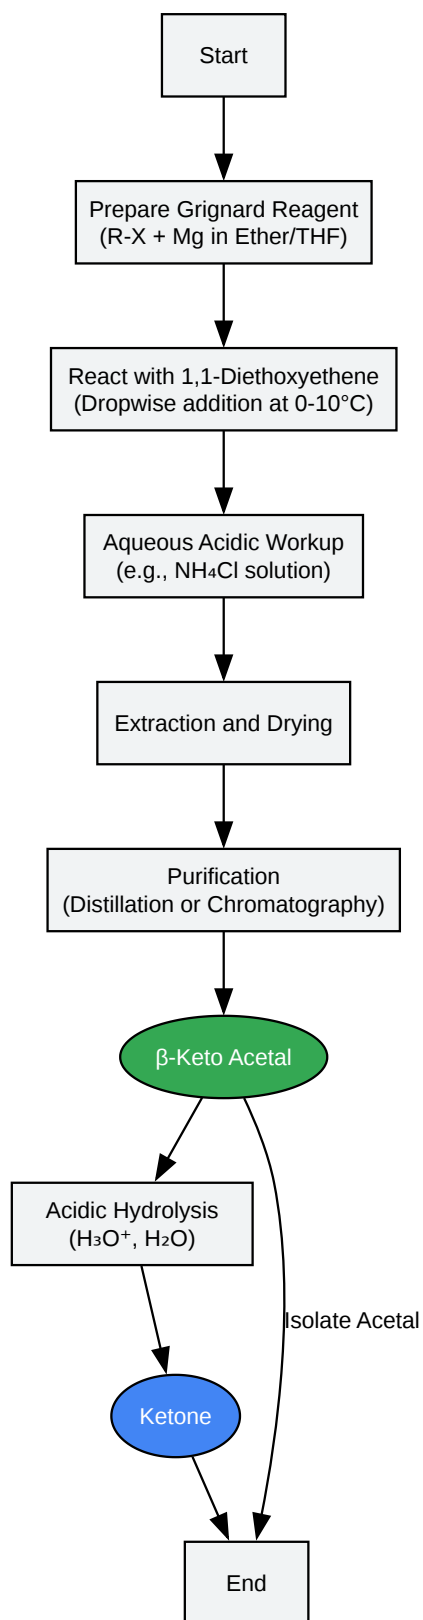 Start
Prepare Grignard Reagent
(R-X + Mg in Ether/THF)
React with 1,1-Diethoxyethene
(Dropwise addition at 0-10°C)
Aqueous Acidic Workup
(e.g., NH₄Cl solution)
Extraction and Drying
Purification
(Distillation or Chromatography)
β-Keto Acetal
Acidic Hydrolysis
(H₃O⁺, H₂O)
Isolate Acetal
Ketone
End